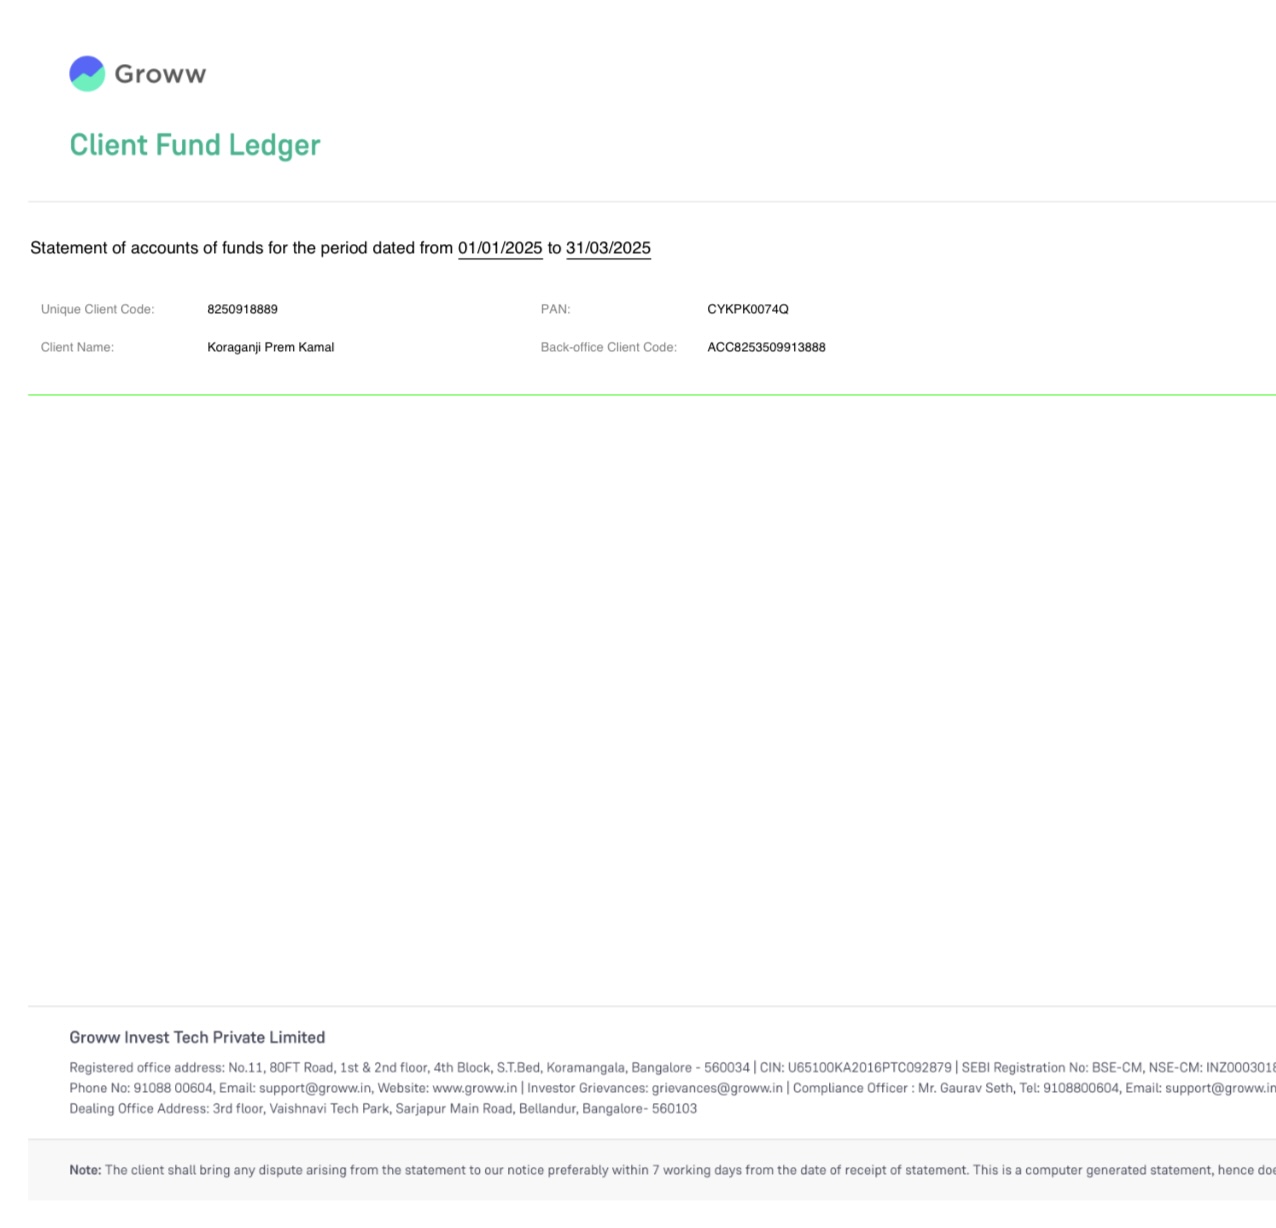 Groww
Client Fund Ledger
Statement of accounts of funds for the period dated from 01/01/2025 to 31/03/2025
Unique Client Code: 8250918889 PAN: CYKPK0074Q
Client Name: Koraganji Prem Kamal Back-office Client Code: ACC8253509913888
Groww Invest Tech Private Limited
Registered office address: No.11, 80FT Road, 1st & 2nd floor, 4th Block, S.T.Bed, Koramangala, Bangalore - 560034 | CIN: U65100KA2016PTC092879 | SEBI Registration No: BSE-CM, NSE-CM: INZ0003018
Phone No: 91088 00604, Email: support@groww.in, Website: www.groww.in | Investor Grievances: grievances@groww.in | Compliance Officer : Mr. Gaurav Seth, Tel: 9108800604, Email: support@groww.in
Dealing Office Address: 3rd floor, Vaishnavi Tech Park, Sarjapur Main Road, Bellandur, Bangalore- 560103
Note: The client shall bring any dispute arising from the statement to our notice preferably within 7 working days from the date of receipt of statement. This is a computer generated statement, hence doe